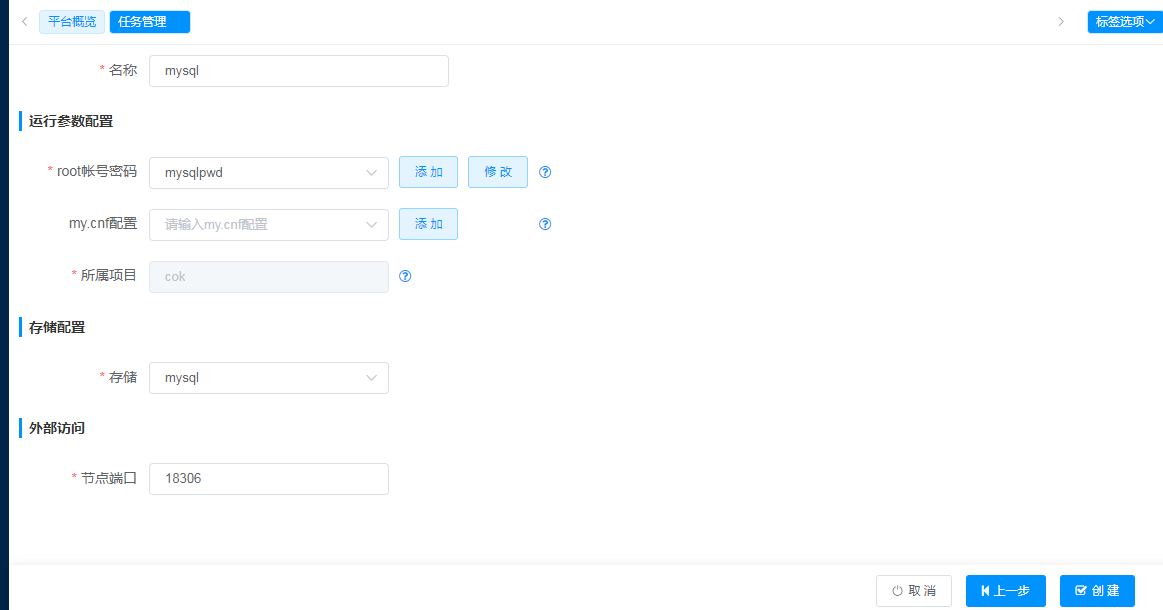 平台概览 任务管理 标签选项
* 名称 mysql
运行参数配置
* root帐号密码 mysqlpwd 添 加 修 改
my.cnf配置 请输入my.cnf配置 添 加
* 所属项目 cok
存储配置
* 存储 mysql
外部访问
* 节点端口 18306
取 消 上一步 创 建